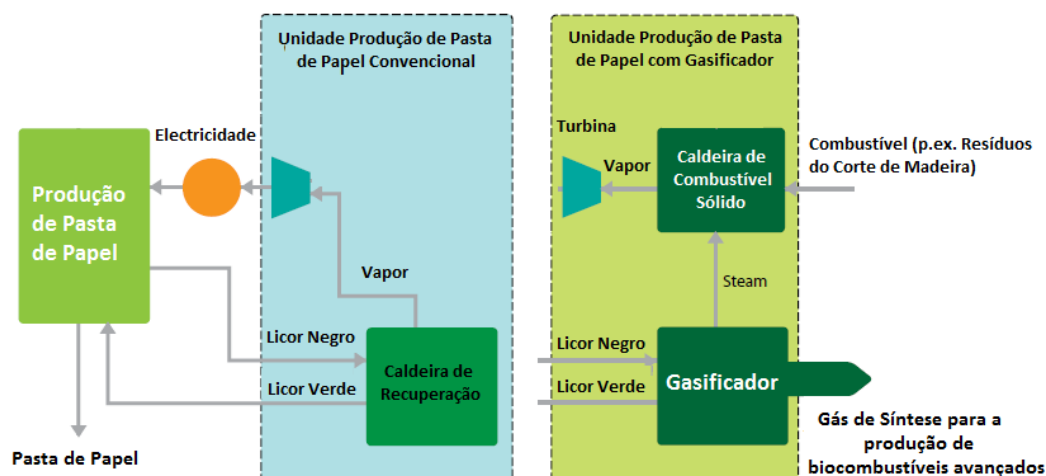 Unidade Produção de Pasta
de Papel Convencional
Unidade Produção de Pasta
de Papel com Gasificador
Electricidade
Produção
de Pasta
de Papel
Vapor
Licor Negro
Licor Verde
Caldeira de
Recuperação
Pasta de Papel
Turbina
Vapor
Caldeira de
Combustível
Sólido
Combustível (p.ex. Resíduos
do Corte de Madeira)
Steam
Licor Negro
Licor Verde
Gasificador
Gás de Síntese para a
produção de
biocombustíveis avançados